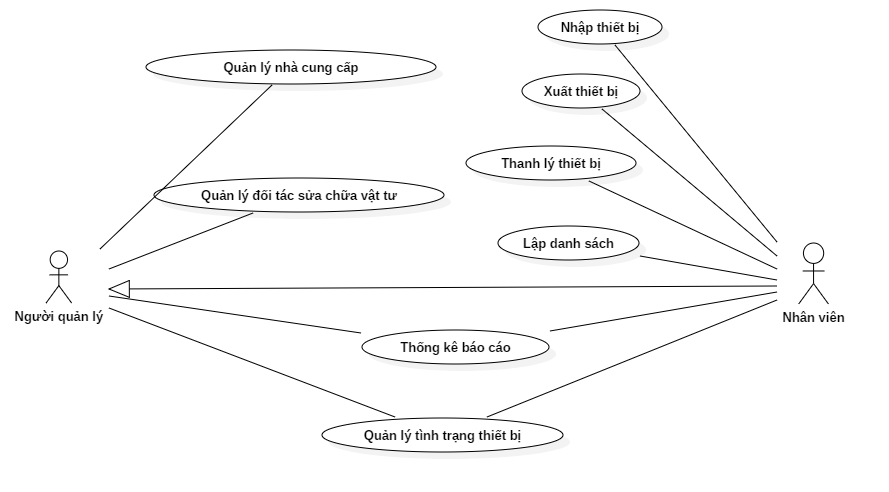 Nhập thiết bị
Quản lý nhà cung cấp
Xuất thiết bị
Thanh lý thiết bị
Quản lý đối tác sửa chữa vật tư
Lập danh sách
Người quản lý
Nhân viên
Thống kê báo cáo
Quản lý tình trạng thiết bị